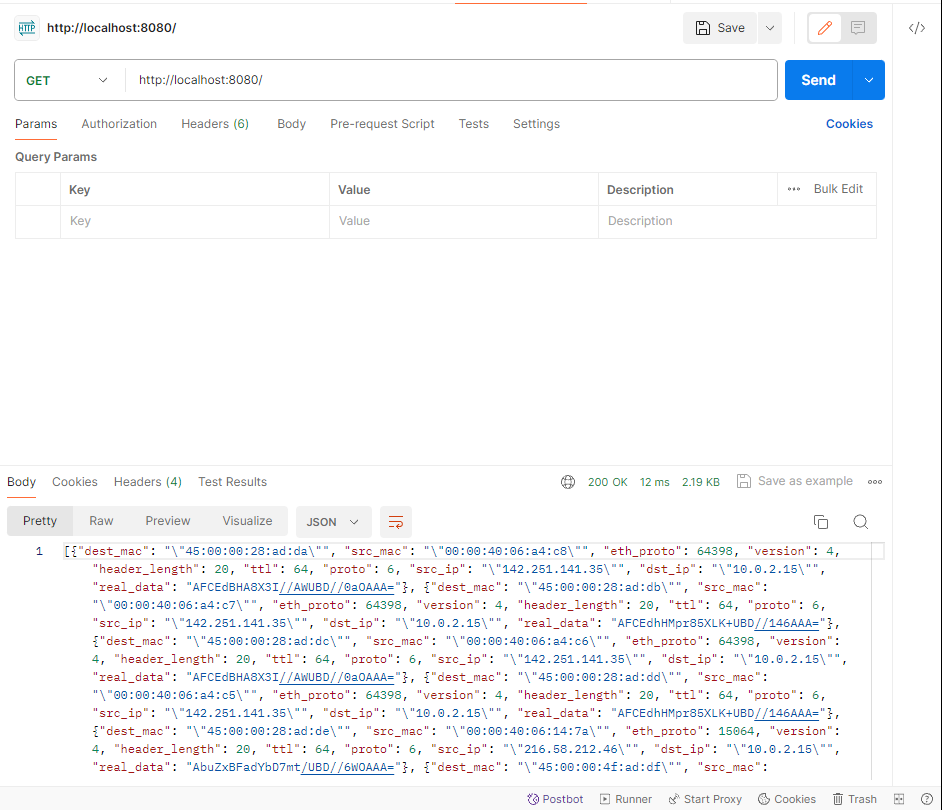 HTTP http://localhost:8080/ Save
GET http://localhost:8080/ Send
Params Authorization Headers (6) Body Pre-request Script Tests Settings Cookies
Query Params
Key Value Description Bulk Edit
Key Value Description
Body Cookies Headers (4) Test Results 200 OK 12 ms 2.19 KB Save as example
Pretty Raw Preview Visualize JSON
1 [{"dest_mac": "\"45:00:00:28:ad:da\"", "src_mac": "\"00:00:40:06:a4:c8\"", "eth_proto": 64398, "version": 4,
"header_length": 20, "ttl": 64, "proto": 6, "src_ip": "\"142.251.141.35\"", "dst_ip": "\"10.0.2.15\"",
"real_data": "AFCEdBHA8X3I//AWUBD//0aOAAA="}, {"dest_mac": "\"45:00:00:28:ad:db\"", "src_mac":
"\"00:00:40:06:a4:c7\"", "eth_proto": 64398, "version": 4, "header_length": 20, "ttl": 64, "proto": 6,
"src_ip": "\"142.251.141.35\"", "dst_ip": "\"10.0.2.15\"", "real_data": "AFCEdhHMpr85XLK+UBD//146AAA="},
{"dest_mac": "\"45:00:00:28:ad:dc\"", "src_mac": "\"00:00:40:06:a4:c6\"", "eth_proto": 64398, "version":
4, "header_length": 20, "ttl": 64, "proto": 6, "src_ip": "\"142.251.141.35\"", "dst_ip": "\"10.0.2.15\"",
"real_data": "AFCEdBHA8X3I//AWUBD//0aOAAA="}, {"dest_mac": "\"45:00:00:28:ad:dd\"", "src_mac":
"\"00:00:40:06:a4:c5\"", "eth_proto": 64398, "version": 4, "header_length": 20, "ttl": 64, "proto": 6,
"src_ip": "\"142.251.141.35\"", "dst_ip": "\"10.0.2.15\"", "real_data": "AFCEdhHMpr85XLK+UBD//146AAA="},
{"dest_mac": "\"45:00:00:28:ad:de\"", "src_mac": "\"00:00:40:06:14:7a\"", "eth_proto": 15064, "version":
4, "header_length": 20, "ttl": 64, "proto": 6, "src_ip": "\"216.58.212.46\"", "dst_ip": "\"10.0.2.15\"",
"real_data": "AbuZxBFadYbD7mt/UBD//6WOAAA="}, {"dest_mac": "\"45:00:00:4f:ad:df\"", "src_mac":
Postbot Runner Start Proxy Cookies Trash